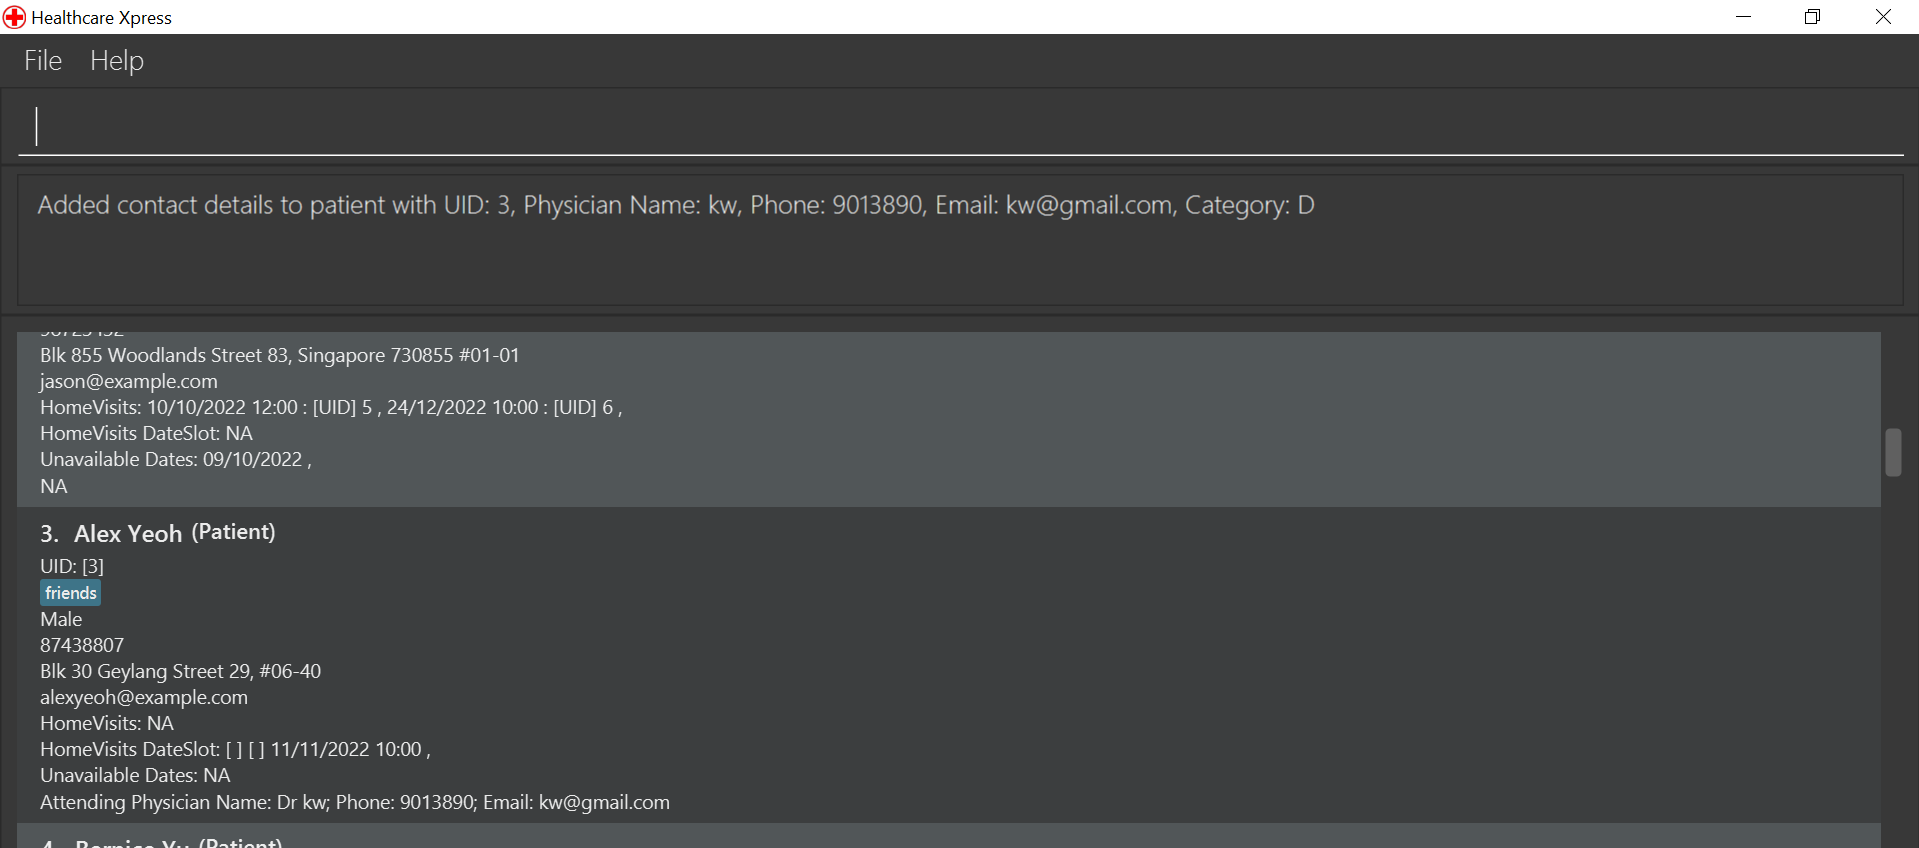 Healthcare Xpress
File Help
Added contact details to patient with UID: 3, Physician Name: kw, Phone: 9013890, Email: kw@gmail.com, Category: D
Blk 855 Woodlands Street 83, Singapore 730855 #01-01
jason@example.com
HomeVisits: 10/10/2022 12:00 : [UID] 5 , 24/12/2022 10:00 : [UID] 6 ,
HomeVisits DateSlot: NA
Unavailable Dates: 09/10/2022 ,
NA
3. Alex Yeoh (Patient)
UID: [3]
friends
Male
87438807
Blk 30 Geylang Street 29, #06-40
alexyeoh@example.com
HomeVisits: NA
HomeVisits DateSlot: [ ] [ ] 11/11/2022 10:00 ,
Unavailable Dates: NA
Attending Physician Name: Dr kw; Phone: 9013890; Email: kw@gmail.com
4. Bernice Yu (Patient)